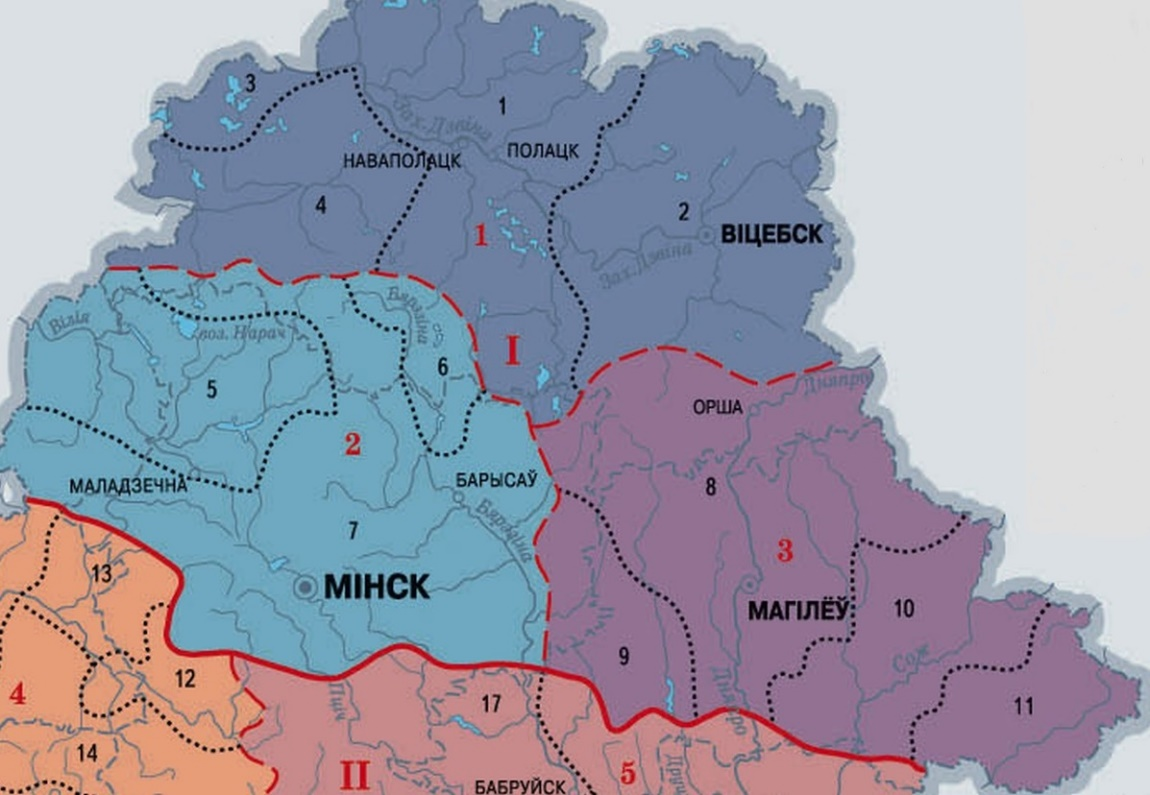 3
1
Зах. Дзвіна
ПОЛАЦК
НАВАПОЛАЦК
4
2
1
ВІЦЕБСК
Зах. Дзвіна
Бярэзіна
Вілія
воз. Нарач
I
6
5
Дняпро
ОРША
2
БАРЫСАЎ
МАЛАДЗЕЧНА
8
7
Бярэзіна
3
13
МІНСК
МАГІЛЁЎ
10
9
Сож
12
4
Пціч
17
Дняпро
11
14
II
5
Друць
БАБРУЙСК